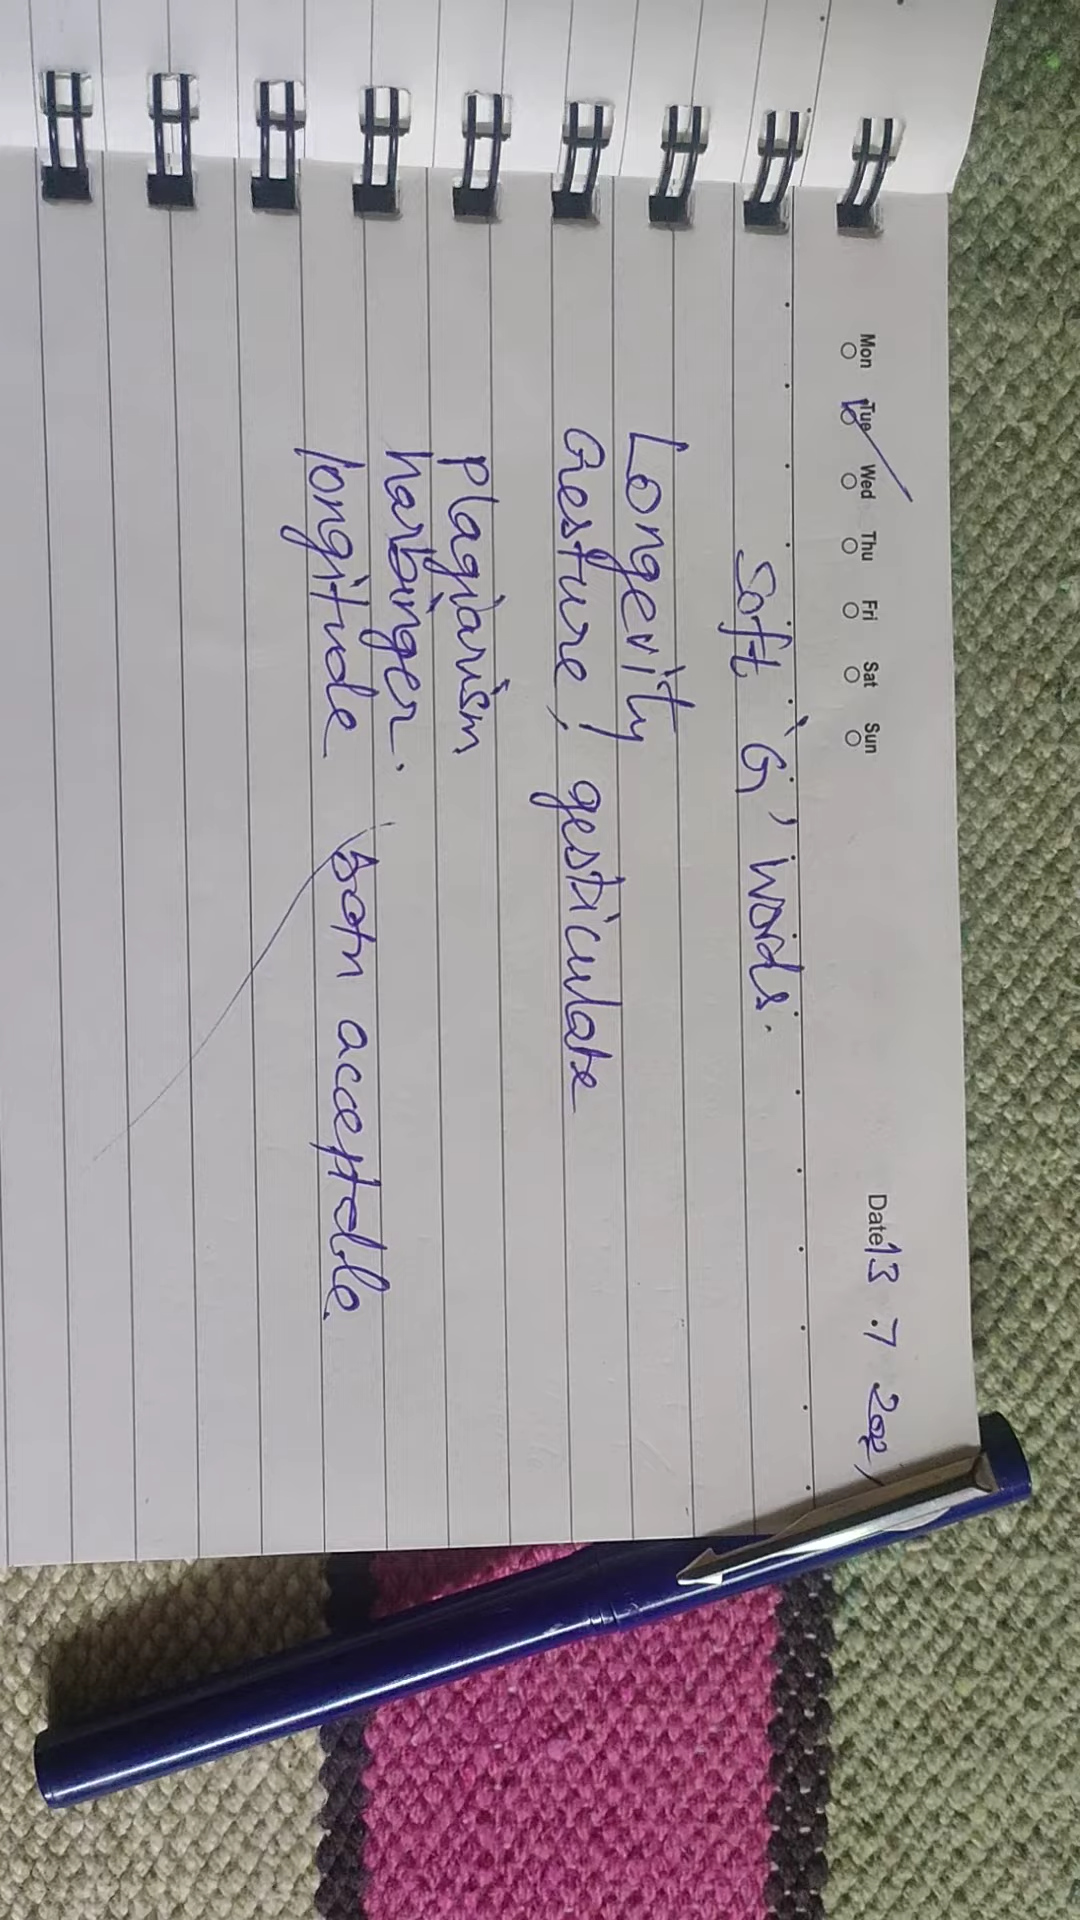 Mon Tue Wed Thu Fri Sat Sun
Date 13 .7
Soft 'G' words.
Longevity
Gesture / gesticulate
plagiarism
harbinger.
longitude both acceptable